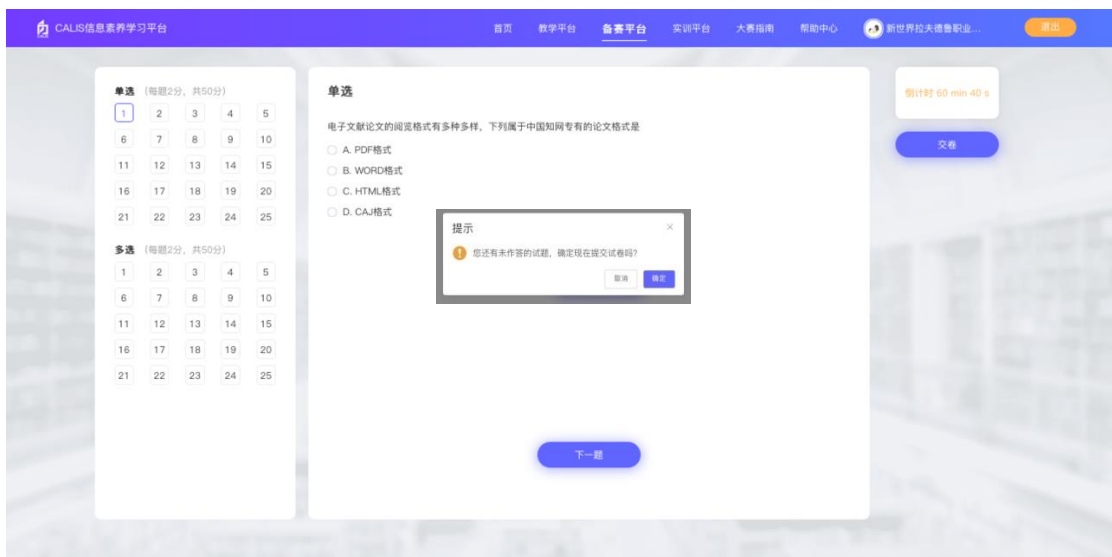 CALIS信息素养学习平台
首页 教学平台 备赛平台 实训平台 大赛指南 帮助中心 新世界拉夫德鲁职业... 退出
单选 (每题2分, 共50分)
1 2 3 4 5
6 7 8 9 10
11 12 13 14 15
16 17 18 19 20
21 22 23 24 25
多选 (每题2分, 共50分)
1 2 3 4 5
6 7 8 9 10
11 12 13 14 15
16 17 18 19 20
21 22 23 24 25
单选
电子文献论文的阅览格式有多种多样, 下列属于中国知网专有的论文格式是
A. PDF格式
B. WORD格式
C. HTML格式
D. CAJ格式
提示
您还有未作答的试题, 确定现在提交试卷吗?
取消 确定
下一题
倒计时 60 min 40 s
交卷